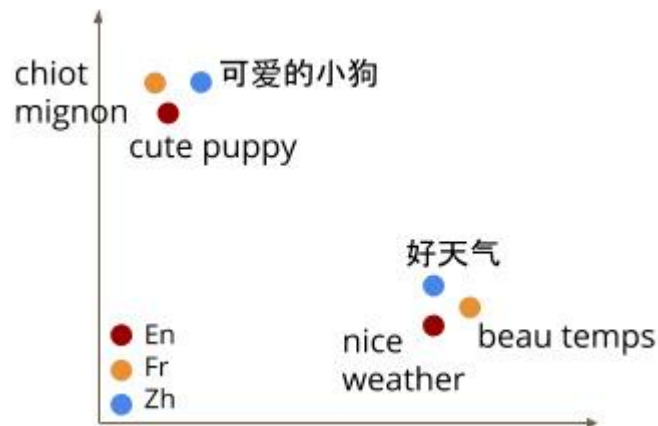 chiot
mignon
可爱的小狗
cute puppy
好天气
nice
weather
beau temps
En
Fr
Zh